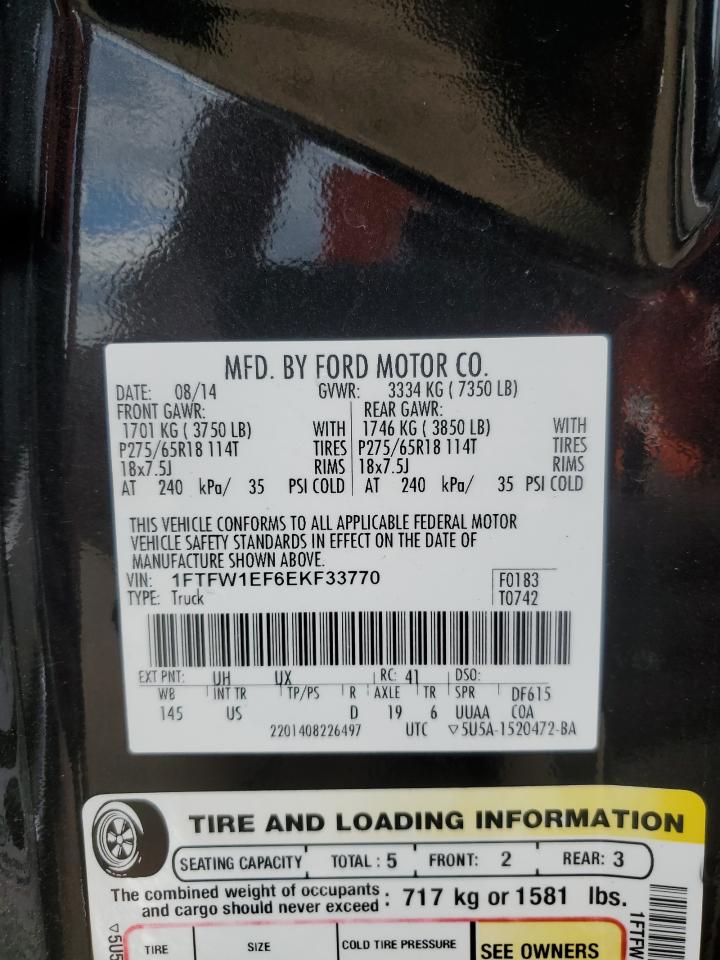 MFD. BY FORD MOTOR CO.
DATE: 08/14 GVWR: 3334 KG ( 7350 LB)
FRONT GAWR: REAR GAWR:
1701 KG ( 3750 LB) WITH 1746 KG ( 3850 LB) WITH
P275/65R18 114T TIRES P275/65R18 114T TIRES
18x7.5J RIMS 18x7.5J RIMS
AT 240 kPa/ 35 PSI COLD AT 240 kPa/ 35 PSI COLD
THIS VEHICLE CONFORMS TO ALL APPLICABLE FEDERAL MOTOR
VEHICLE SAFETY STANDARDS IN EFFECT ON THE DATE OF
MANUFACTURE SHOWN ABOVE.
VIN: 1FTFW1EF6EKF33770 F0183
TYPE: Truck T0742
EXT PNT: UH UX RC: 41 DSO:
WB INT TR TP/PS R AXLE TR SPR DF615
145 US D 19 6 UUAA COA
2201408226497 UTC ▽5U5A-1520472-BA
TIRE AND LOADING INFORMATION
SEATING CAPACITY TOTAL : 5 FRONT: 2 REAR: 3
The combined weight of occupants
and cargo should never exceed : 717 kg or 1581 lbs.
TIRE SIZE COLD TIRE PRESSURE SEE OWNERS
▽5U5
1FTFW